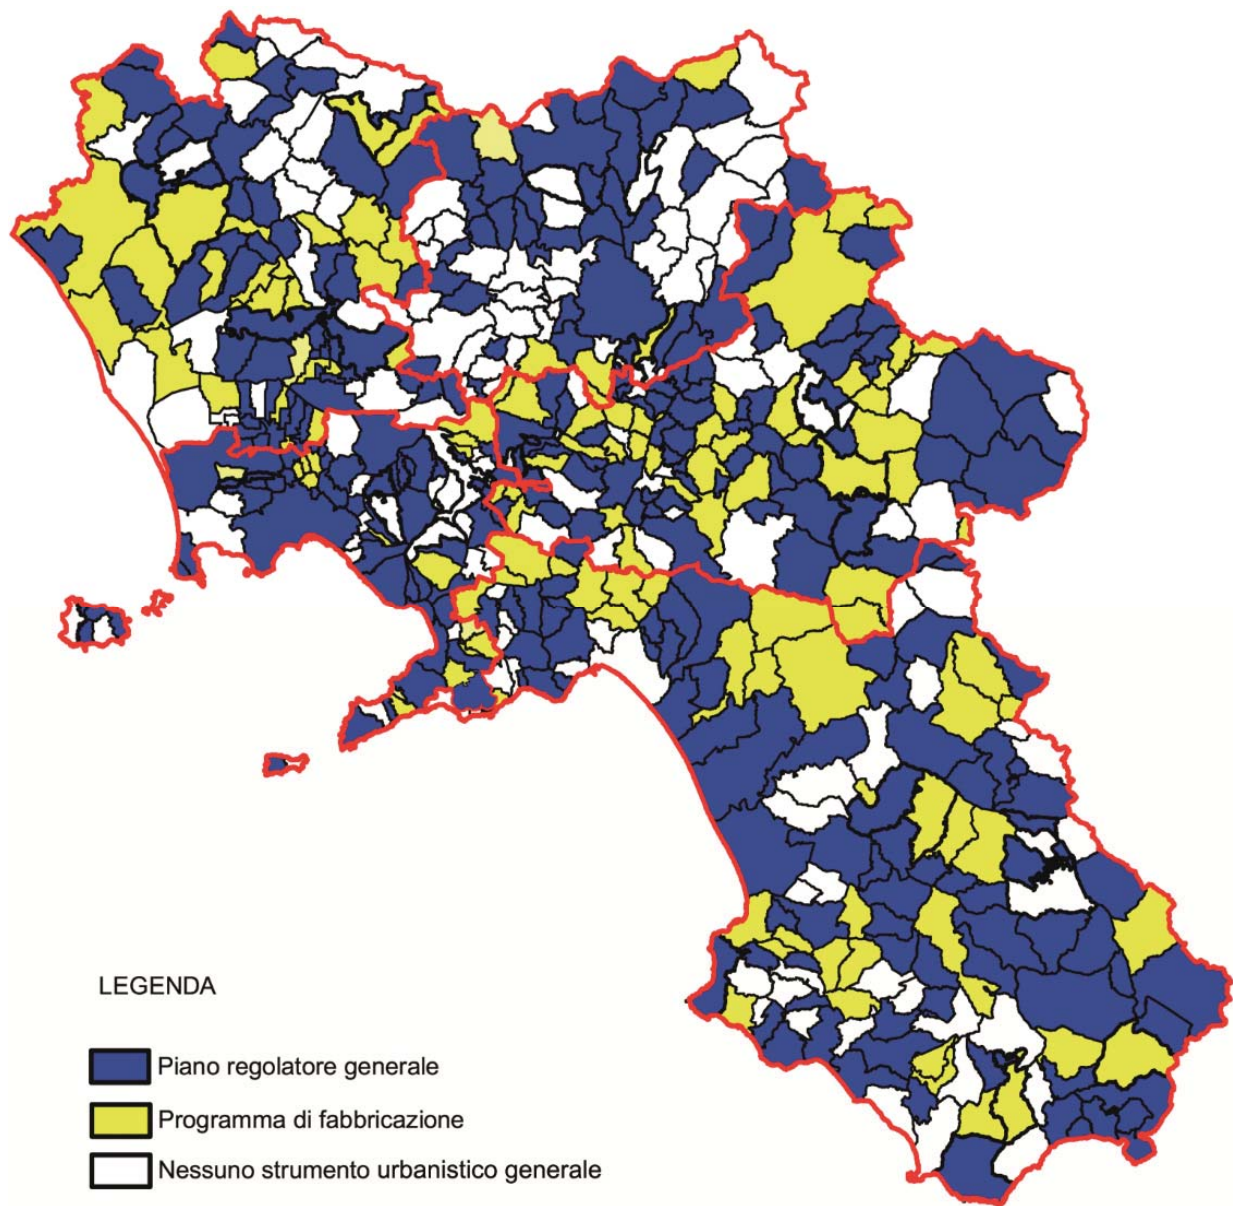 LEGENDA
Piano regolatore generale
Programma di fabbricazione
Nessuno strumento urbanistico generale